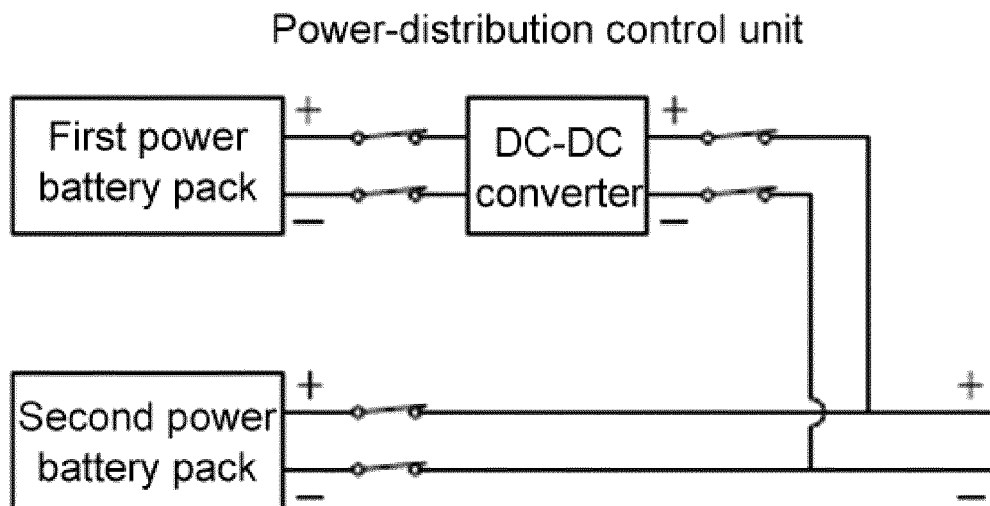 Power-distribution control unit
First power
battery pack
+
−
DC-DC
converter
+
−
Second power
battery pack
+
−
+
−